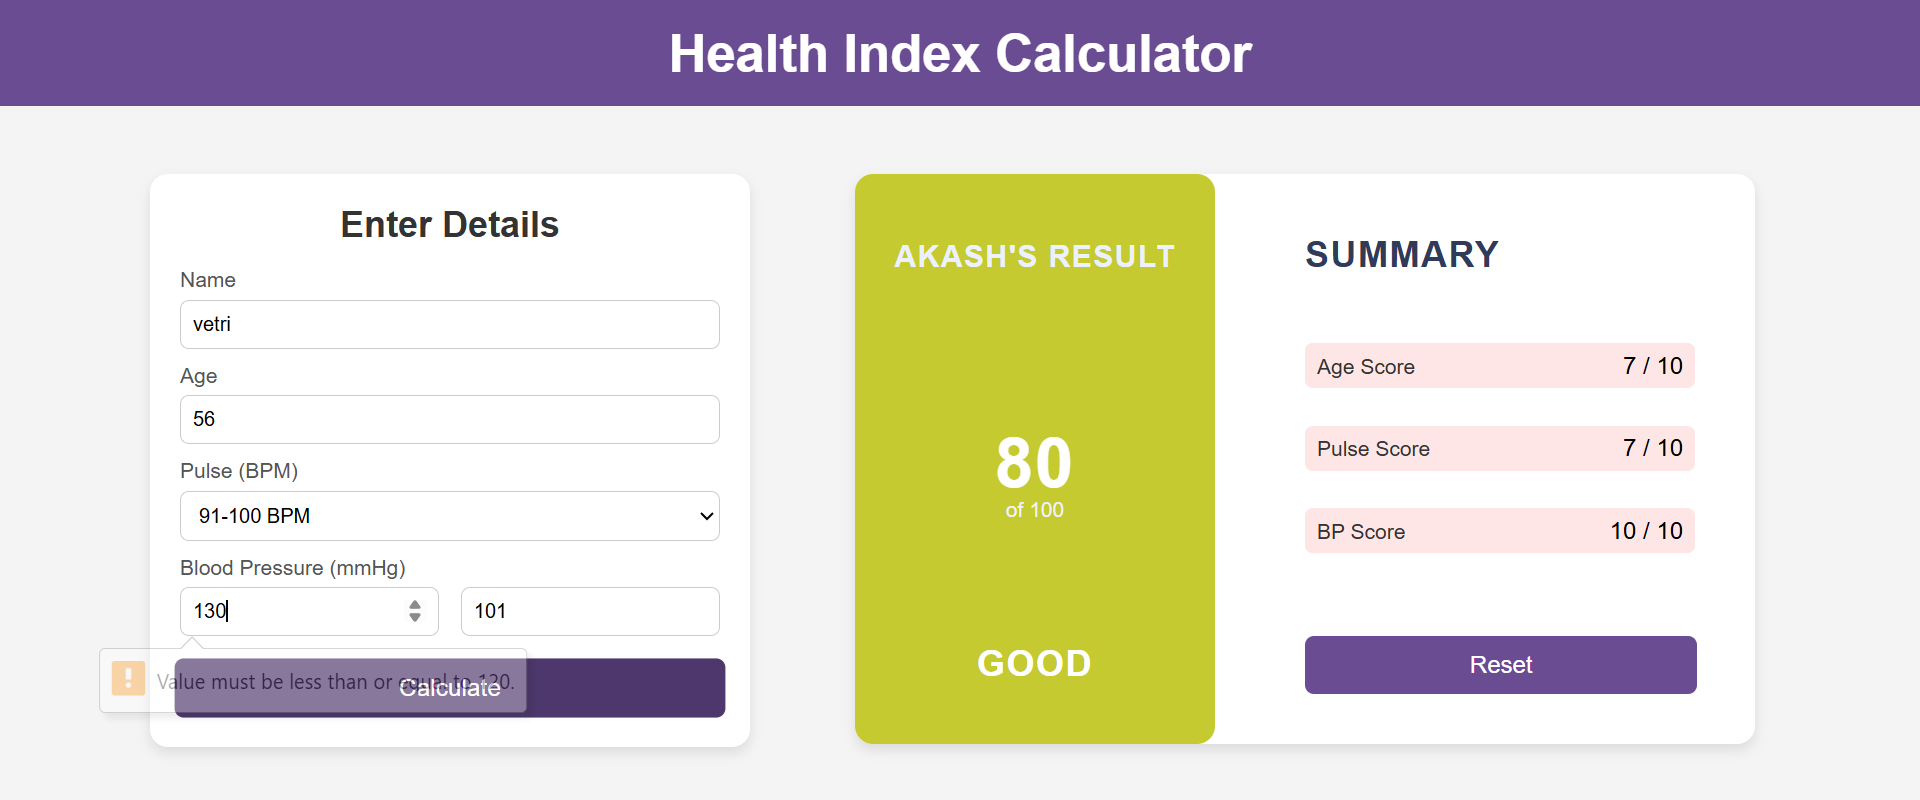 Health Index Calculator
Enter Details
Name
vetri
Age
56
Pulse (BPM)
91-100 BPM
Blood Pressure (mmHg)
130
101
Value must be less than or equal to 120.
Calculate
AKASH'S RESULT
80
of 100
GOOD
SUMMARY
Age Score 7 / 10
Pulse Score 7 / 10
BP Score 10 / 10
Reset